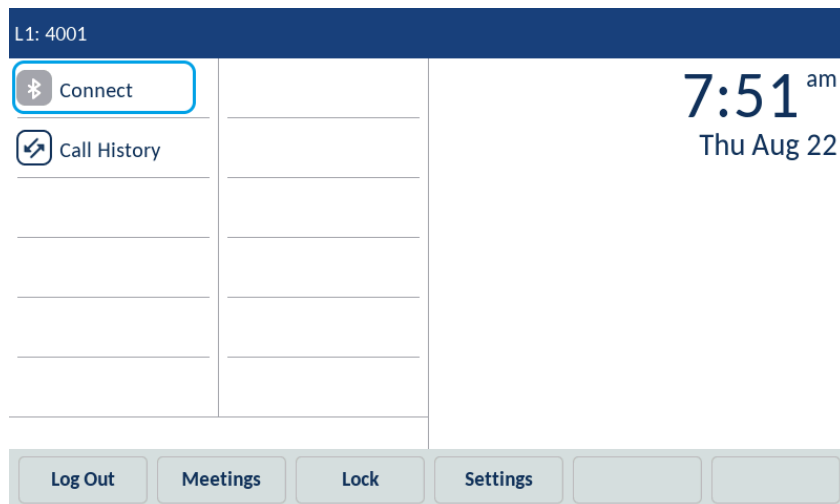 L1: 4001
Connect
Call History
7:51 am
Thu Aug 22
Log Out
Meetings
Lock
Settings